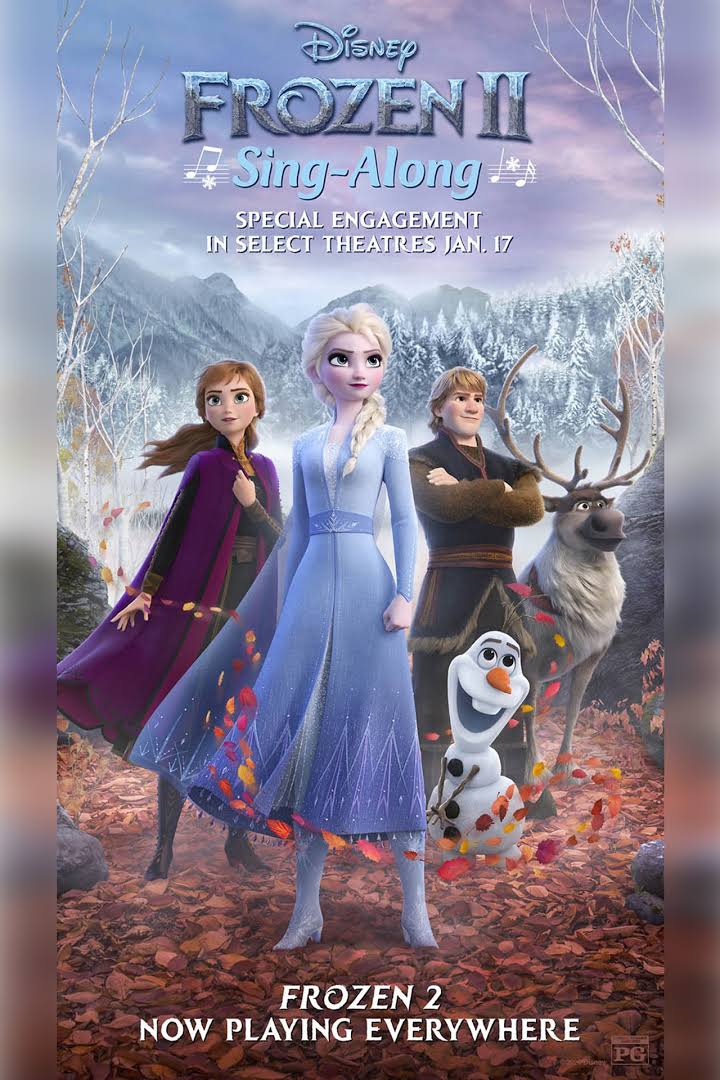 Disney
FROZEN II
Sing-Along
SPECIAL ENGAGEMENT
IN SELECT THEATRES JAN. 17
FROZEN 2
NOW PLAYING EVERYWHERE
PG